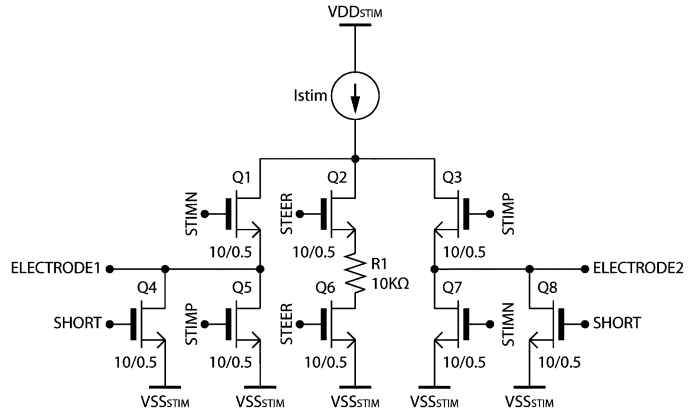 VDDSTIM
Istim
Q1 Q2 Q3
STIMN STEER STIMP
10/0.5 10/0.5 10/0.5
ELECTRODE1 R1 ELECTRODE2
10KΩ
Q4 Q5 Q6 Q7 Q8
SHORT STIMP STEER STIMN SHORT
10/0.5 10/0.5 10/0.5 10/0.5 10/0.5
VSSSTIM VSSSTIM VSSSTIM VSSSTIM VSSSTIM